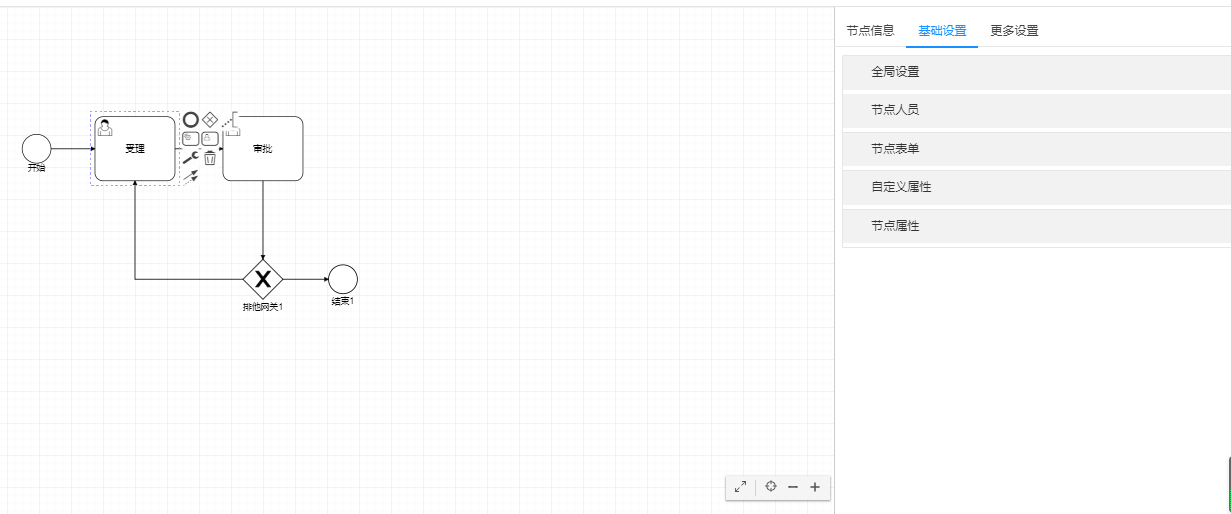 节点信息 基础设置 更多设置
全局设置
节点人员
节点表单
自定义属性
节点属性
受理
审批
开始
排他网关1
结束1